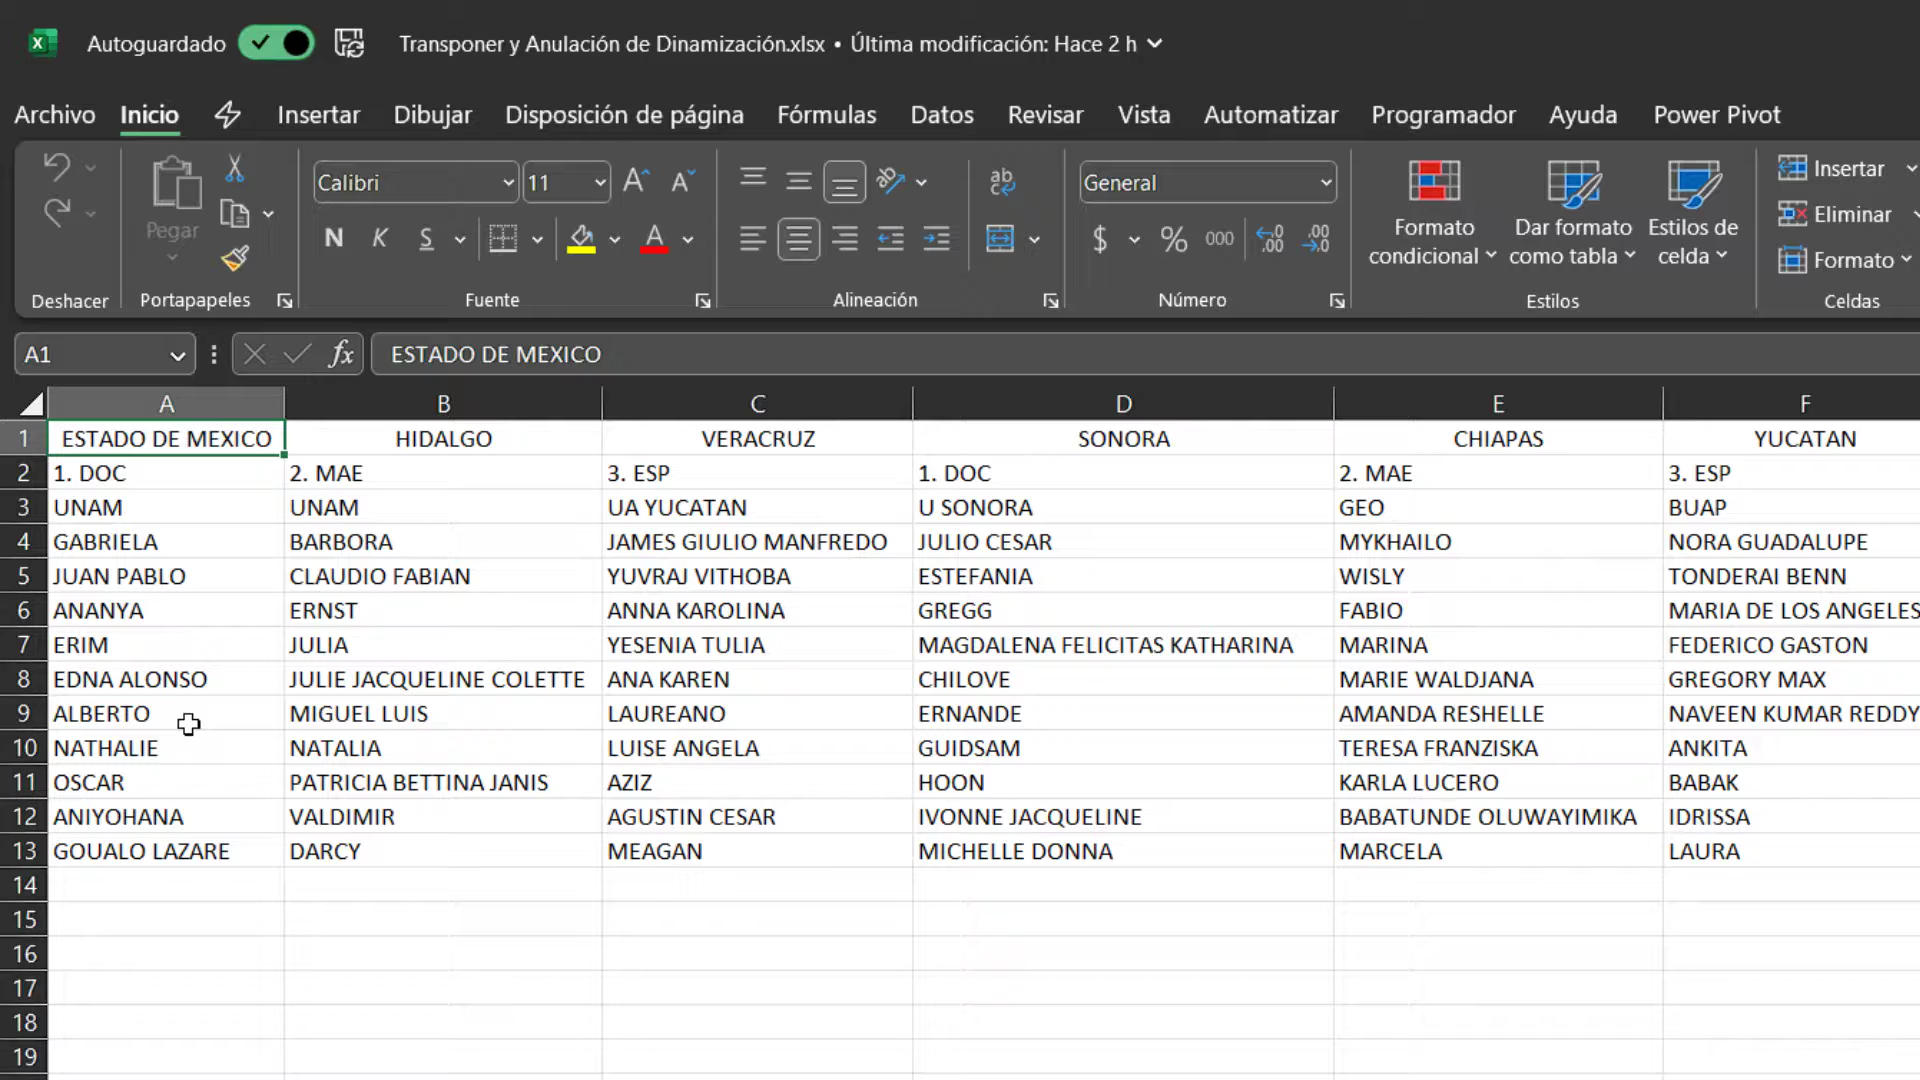 Autoguardado Transponer y Anulación de Dinamización.xlsx • Última modificación: Hace 2 h
Archivo Inicio Insertar Dibujar Disposición de página Fórmulas Datos Revisar Vista Automatizar Programador Ayuda Power Pivot
Pegar
Calibri 11
General
N K S
$ % 000
Formato condicional
Dar formato como tabla
Estilos de celda
Insertar
Eliminar
Formato
Deshacer Portapapeles Fuente Alineación Número Estilos Celdas
A1 fx ESTADO DE MEXICO
A B C D E F
1 ESTADO DE MEXICO HIDALGO VERACRUZ SONORA CHIAPAS YUCATAN
2 1. DOC 2. MAE 3. ESP 1. DOC 2. MAE 3. ESP
3 UNAM UNAM UA YUCATAN U SONORA GEO BUAP
4 GABRIELA BARBORA JAMES GIULIO MANFREDO JULIO CESAR MYKHAILO NORA GUADALUPE
5 JUAN PABLO CLAUDIO FABIAN YUVRAJ VITHOBA ESTEFANIA WISLY TONDERAI BENN
6 ANANYA ERNST ANNA KAROLINA GREGG FABIO MARIA DE LOS ANGELES
7 ERIM JULIA YESENIA TULIA MAGDALENA FELICITAS KATHARINA MARINA FEDERICO GASTON
8 EDNA ALONSO JULIE JACQUELINE COLETTE ANA KAREN CHILOVE MARIE WALDJANA GREGORY MAX
9 ALBERTO MIGUEL LUIS LAUREANO ERNANDE AMANDA RESHELLE NAVEEN KUMAR REDDY
10 NATHALIE NATALIA LUISE ANGELA GUIDSAM TERESA FRANZISKA ANKITA
11 OSCAR PATRICIA BETTINA JANIS AZIZ HOON KARLA LUCERO BABAK
12 ANIYOHANA VALDIMIR AGUSTIN CESAR IVONNE JACQUELINE BABATUNDE OLUWAYIMIKA IDRISSA
13 GOUALO LAZARE DARCY MEAGAN MICHELLE DONNA MARCELA LAURA
14
15
16
17
18
19